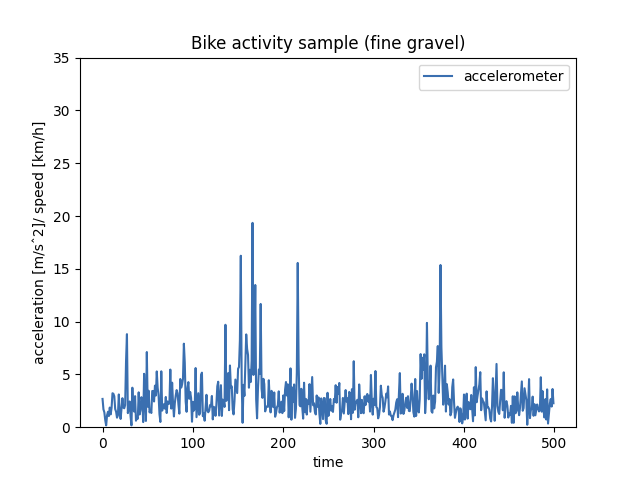 Bike activity sample (fine gravel)
accelerometer
acceleration [m/s^2]/ speed [km/h]
35
30
25
20
15
10
5
0
0 100 200 300 400 500
time